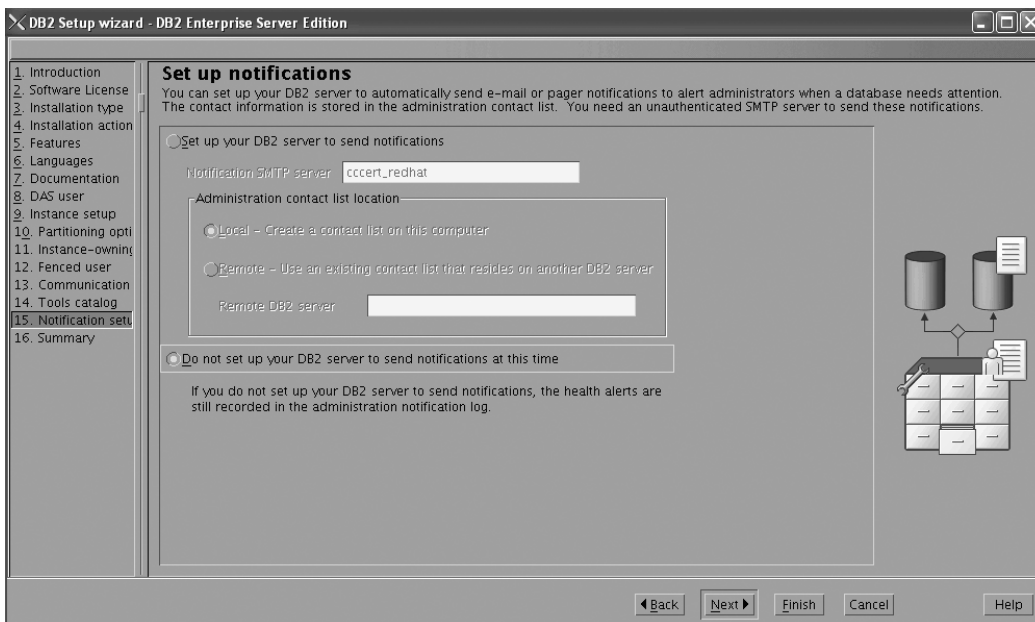 DB2 Setup wizard - DB2 Enterprise Server Edition
1. Introduction
2. Software License
3. Installation type
4. Installation action
5. Features
6. Languages
7. Documentation
8. DAS user
9. Instance setup
10. Partitioning opti
11. Instance-owning
12. Fenced user
13. Communication
14. Tools catalog
15. Notification setu
16. Summary
Set up notifications
You can set up your DB2 server to automatically send e-mail or pager notifications to alert administrators when a database needs attention.
The contact information is stored in the administration contact list. You need an unauthenticated SMTP server to send these notifications.
Set up your DB2 server to send notifications
Notification SMTP server cccert_redhat
Administration contact list location
Local - Create a contact list on this computer
Remote - Use an existing contact list that resides on another DB2 server
Remote DB2 server
Do not set up your DB2 server to send notifications at this time
If you do not set up your DB2 server to send notifications, the health alerts are
still recorded in the administration notification log.
Back Next Finish Cancel Help